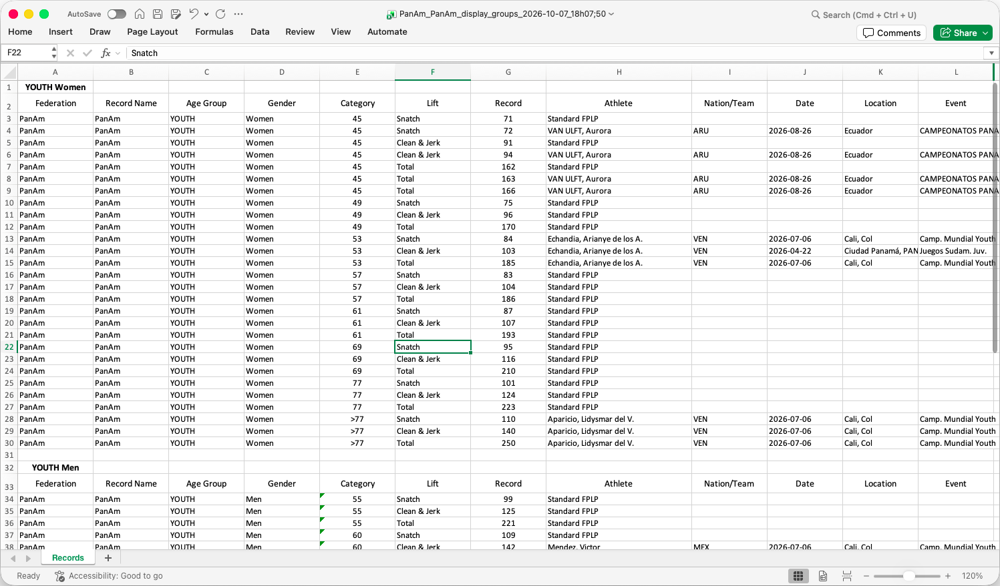 AutoSave PanAm_PanAm_display_groups_2026-10-07_18h07;50 Search (Cmd + Ctrl + U)
Home Insert Draw Page Layout Formulas Data Review View Automate Comments Share
F22 fx Snatch
A B C D E F G H I J K L
1 YOUTH Women
2 Federation Record Name Age Group Gender Category Lift Record Athlete Nation/Team Date Location Event
3 PanAm PanAm YOUTH Women 45 Snatch 71 Standard FPLP
4 PanAm PanAm YOUTH Women 45 Snatch 72 VAN ULFT, Aurora ARU 2026-08-26 Ecuador CAMPEONATOS PANA
5 PanAm PanAm YOUTH Women 45 Clean & Jerk 91 Standard FPLP
6 PanAm PanAm YOUTH Women 45 Clean & Jerk 94 VAN ULFT, Aurora ARU 2026-08-26 Ecuador CAMPEONATOS PANA
7 PanAm PanAm YOUTH Women 45 Total 162 Standard FPLP
8 PanAm PanAm YOUTH Women 45 Total 163 VAN ULFT, Aurora ARU 2026-08-26 Ecuador CAMPEONATOS PANA
9 PanAm PanAm YOUTH Women 45 Total 166 VAN ULFT, Aurora ARU 2026-08-26 Ecuador CAMPEONATOS PANA
10 PanAm PanAm YOUTH Women 49 Snatch 75 Standard FPLP
11 PanAm PanAm YOUTH Women 49 Clean & Jerk 96 Standard FPLP
12 PanAm PanAm YOUTH Women 49 Total 170 Standard FPLP
13 PanAm PanAm YOUTH Women 53 Snatch 84 Echandia, Arianye de los A. VEN 2026-07-06 Cali, Col Camp. Mundial Youth
14 PanAm PanAm YOUTH Women 53 Clean & Jerk 103 Echandia, Arianye de los A. VEN 2026-04-22 Ciudad Panamá, PAN Juegos Sudam. Juv.
15 PanAm PanAm YOUTH Women 53 Total 185 Echandia, Arianye de los A. VEN 2026-07-06 Cali, Col Camp. Mundial Youth
16 PanAm PanAm YOUTH Women 57 Snatch 83 Standard FPLP
17 PanAm PanAm YOUTH Women 57 Clean & Jerk 104 Standard FPLP
18 PanAm PanAm YOUTH Women 57 Total 186 Standard FPLP
19 PanAm PanAm YOUTH Women 61 Snatch 87 Standard FPLP
20 PanAm PanAm YOUTH Women 61 Clean & Jerk 107 Standard FPLP
21 PanAm PanAm YOUTH Women 61 Total 193 Standard FPLP
22 PanAm PanAm YOUTH Women 69 Snatch 95 Standard FPLP
23 PanAm PanAm YOUTH Women 69 Clean & Jerk 116 Standard FPLP
24 PanAm PanAm YOUTH Women 69 Total 210 Standard FPLP
25 PanAm PanAm YOUTH Women 77 Snatch 101 Standard FPLP
26 PanAm PanAm YOUTH Women 77 Clean & Jerk 124 Standard FPLP
27 PanAm PanAm YOUTH Women 77 Total 223 Standard FPLP
28 PanAm PanAm YOUTH Women >77 Snatch 110 Aparicio, Lidysmar del V. VEN 2026-07-06 Cali, Col Camp. Mundial Youth
29 PanAm PanAm YOUTH Women >77 Clean & Jerk 140 Aparicio, Lidysmar del V. VEN 2026-07-06 Cali, Col Camp. Mundial Youth
30 PanAm PanAm YOUTH Women >77 Total 250 Aparicio, Lidysmar del V. VEN 2026-07-06 Cali, Col Camp. Mundial Youth
31
32 YOUTH Men
33 Federation Record Name Age Group Gender Category Lift Record Athlete Nation/Team Date Location Event
34 PanAm PanAm YOUTH Men 55 Snatch 99 Standard FPLP
35 PanAm PanAm YOUTH Men 55 Clean & Jerk 125 Standard FPLP
36 PanAm PanAm YOUTH Men 55 Total 221 Standard FPLP
37 PanAm PanAm YOUTH Men 60 Snatch 109 Standard FPLP
38 PanAm PanAm YOUTH Men 60 Clean & Jerk 142 Mendez, Victor MEX 2026-07-06 Cali, Col Camp. Mundial Youth
Records
Ready Accessibility: Good to go 120%